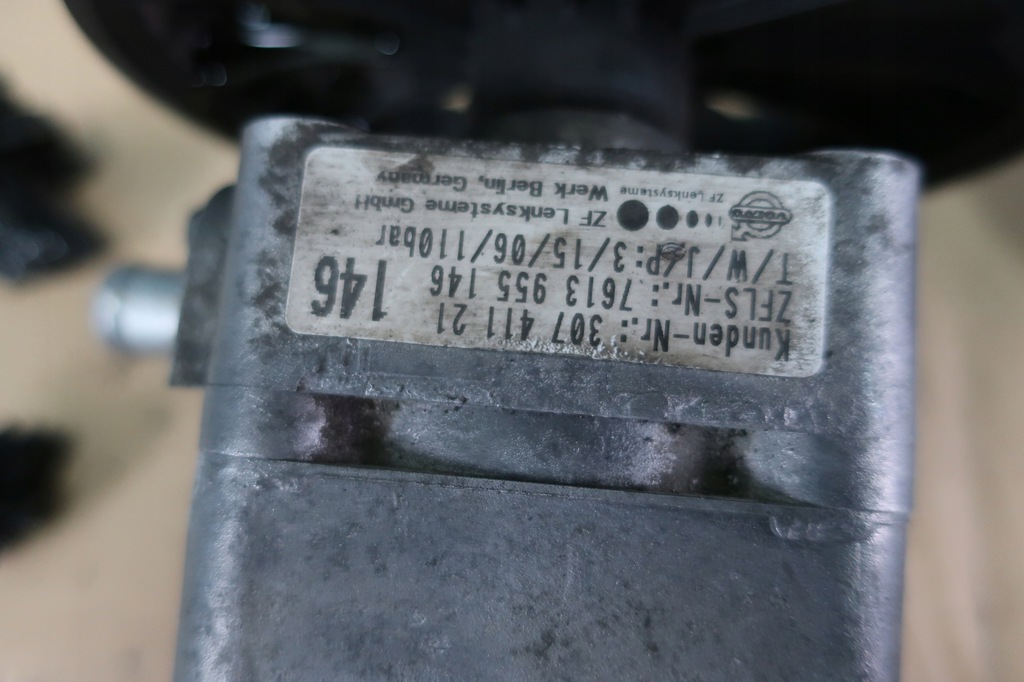 VOLVO
ZF Lenksysteme
ZF Lenksysteme GmbH
Werk Berlin, Germany
T/W/J/P:3/15/06/110bar
ZFLS-Nr.: 7613 955 146
Kunden-Nr.: 307 411 21
146